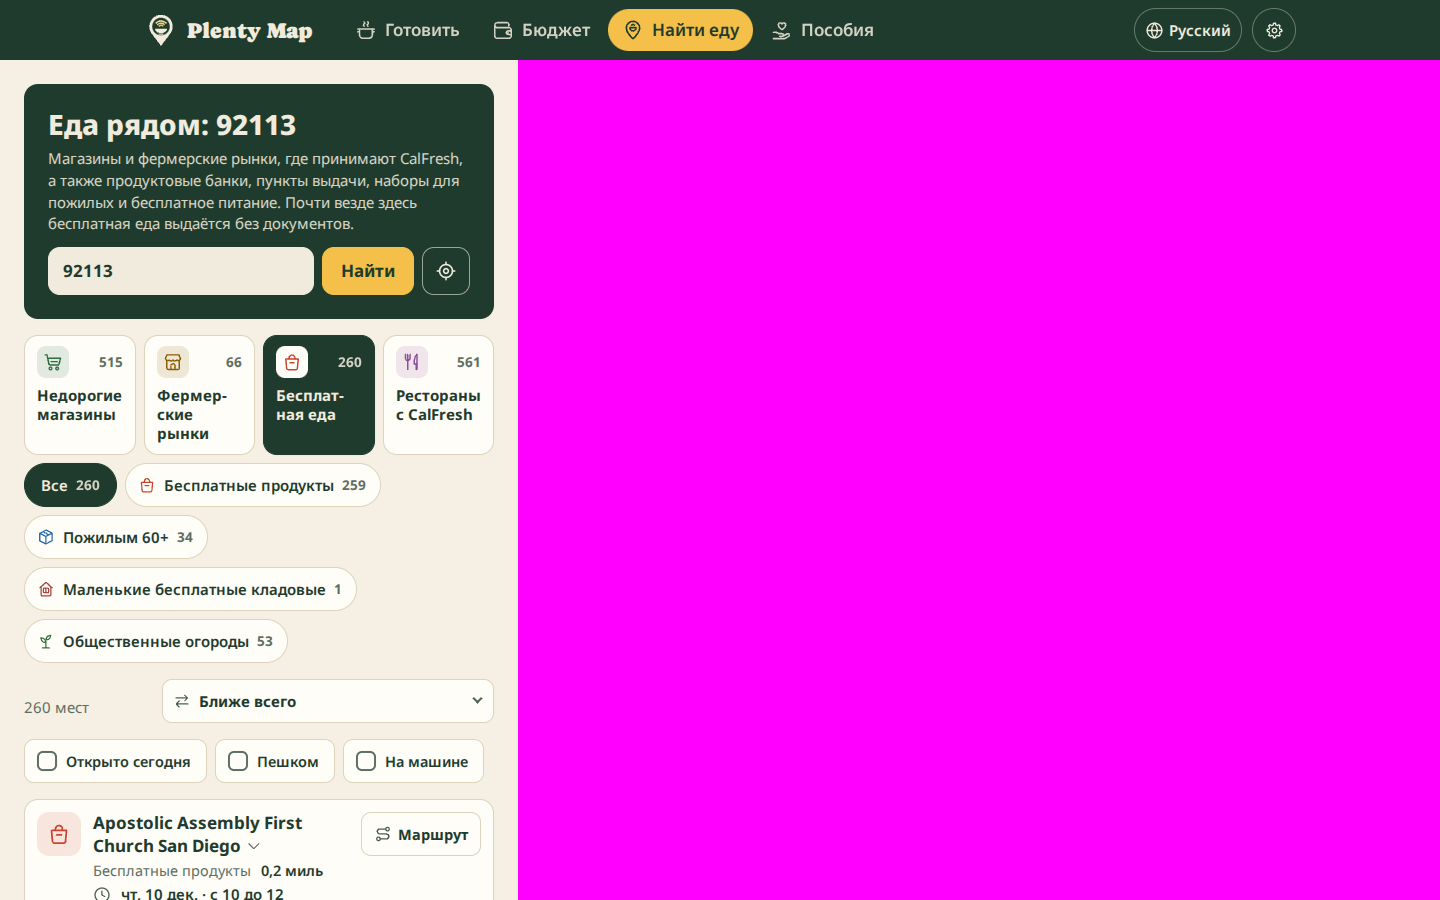 Plenty Map
Готовить
Бюджет
Найти еду
Пособия
Русский
Еда рядом: 92113
Магазины и фермерские рынки, где принимают CalFresh,
а также продуктовые банки, пункты выдачи, наборы для
пожилых и бесплатное питание. Почти везде здесь
бесплатная еда выдаётся без документов.
92113
Найти
515
Недорогие
магазины
66
Фермер-
ские
рынки
260
Бесплат-
ная еда
561
Рестораны
с CalFresh
Все 260
Бесплатные продукты 259
Пожилым 60+ 34
Маленькие бесплатные кладовые 1
Общественные огороды 53
260 мест
Ближе всего
Открыто сегодня
Пешком
На машине
Apostolic Assembly First
Church San Diego
Маршрут
Бесплатные продукты 0,2 миль
чт, 10 дек. · с 10 до 12